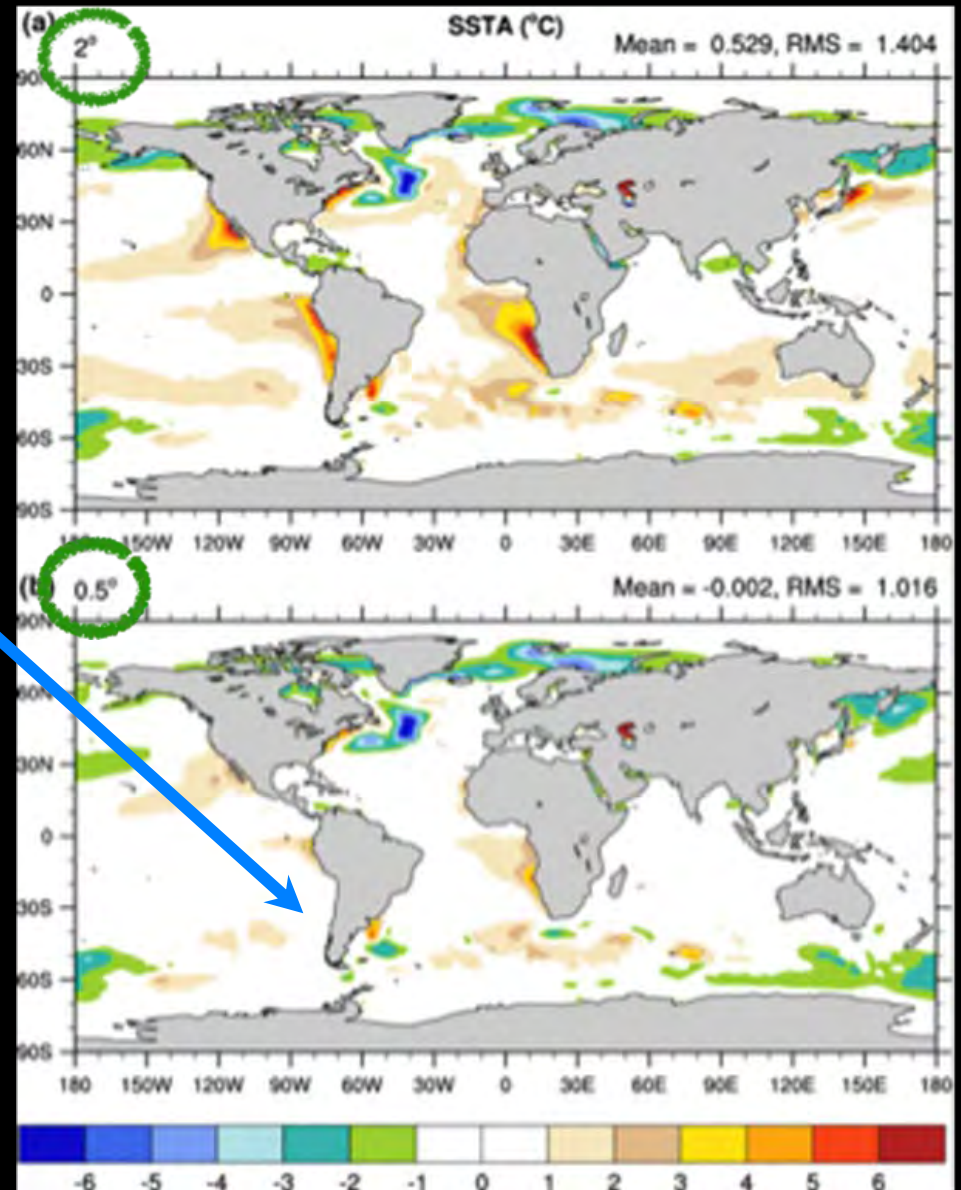 (a)
SSTA (°C)
2°
Mean = 0.529, RMS = 1.404
60N
30N
0
30S
60S
90S
150W 120W 90W 60W 30W 0 30E 60E 90E 120E 150E 180
0.5°
Mean = -0.002, RMS = 1.016
90N
60N
30N
0
30S
60S
90S
180 150W 120W 90W 60W 30W 0 30E 60E 90E 120E 150E 180
-6 -5 -4 -3 -2 -1 0 1 2 3 4 5 6